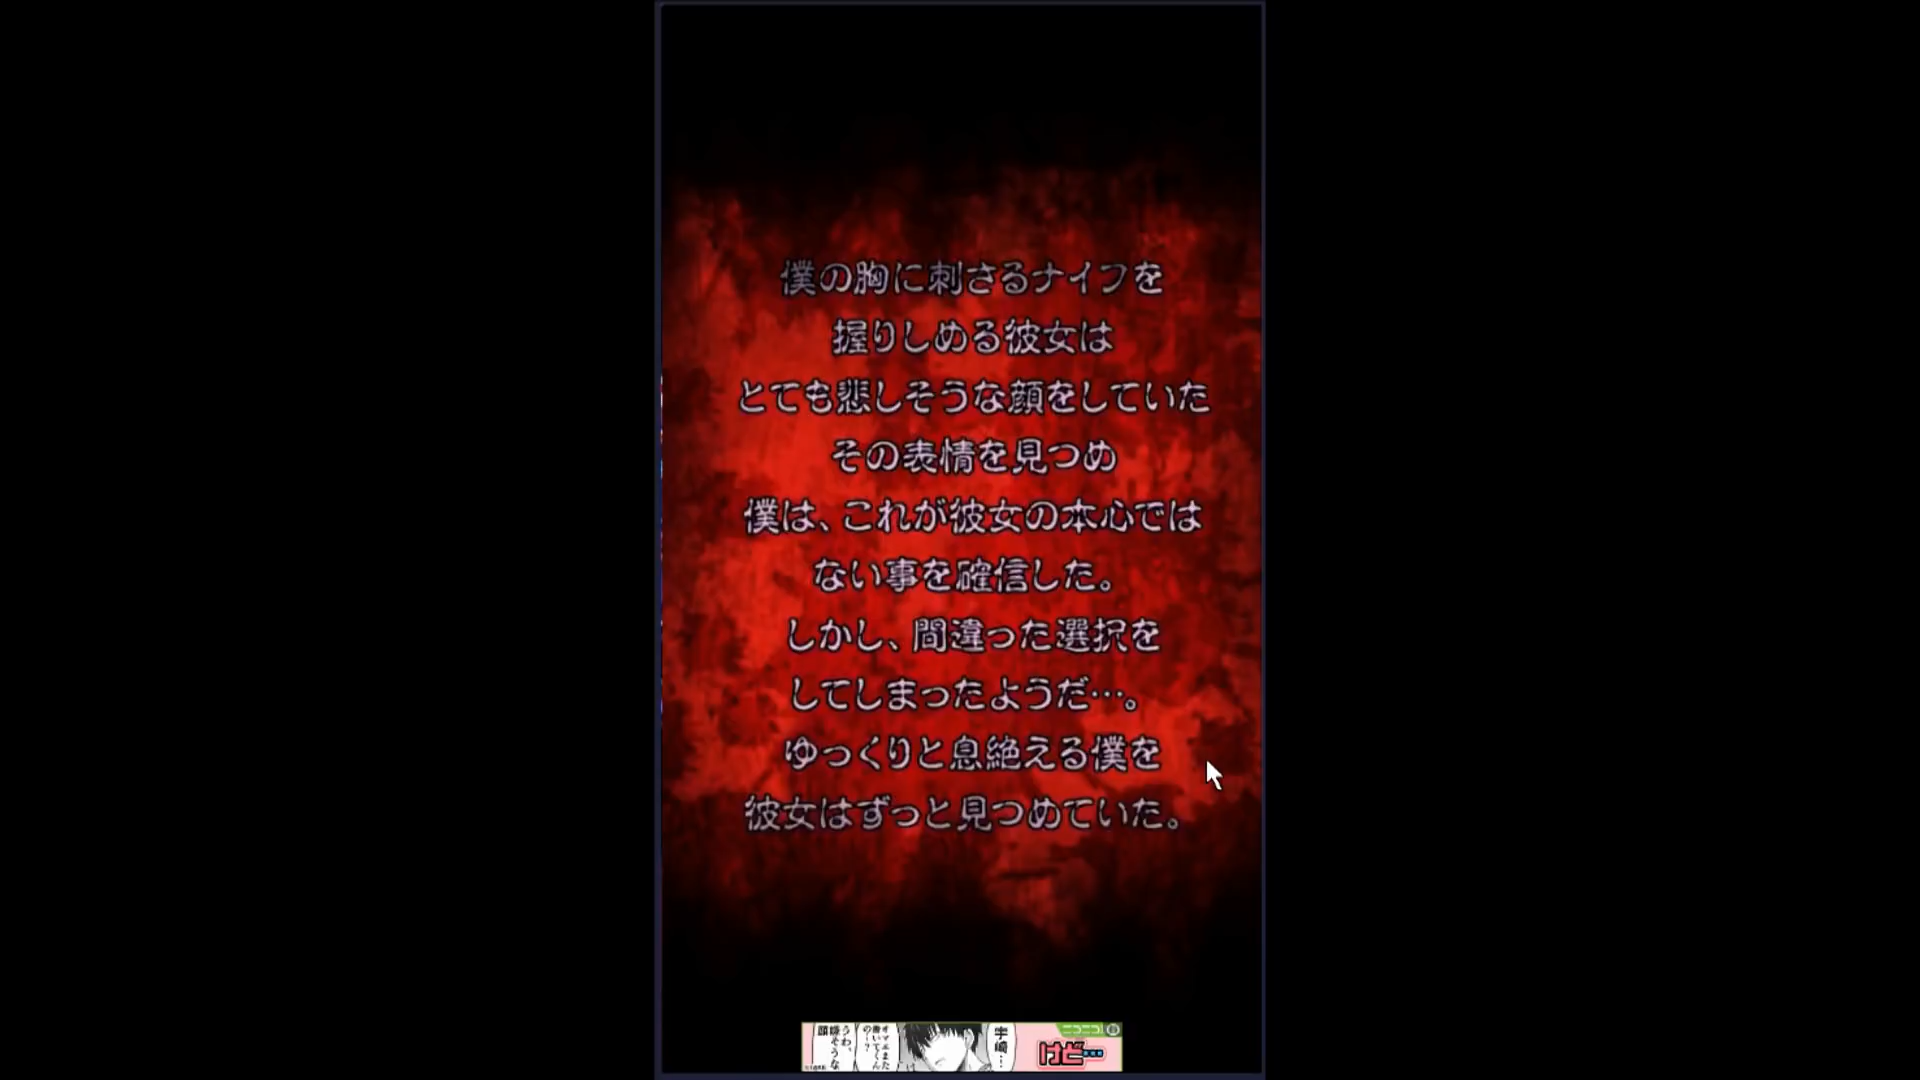 僕の胸に刺さるナイフを
握りしめる彼女は
とても悲しそうな顔をしていた
その表情を見つめ
僕は、これが彼女の本心では
ない事を確信した。
しかし、間違った選択を
してしまったようだ…。
ゆっくりと息絶える僕を
彼女はずっと見つめていた。
宇崎…
けど…